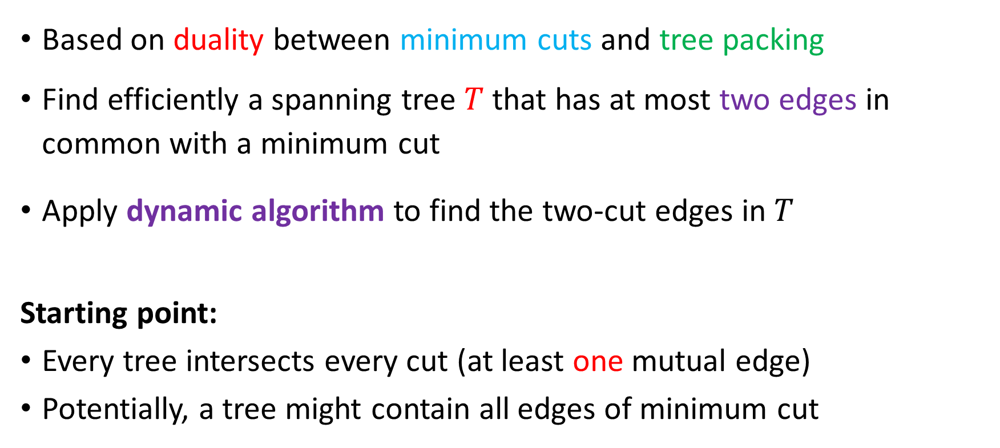 • Based on duality between minimum cuts and tree packing
• Find efficiently a spanning tree T that has at most two edges in
common with a minimum cut
• Apply dynamic algorithm to find the two-cut edges in T
Starting point:
• Every tree intersects every cut (at least one mutual edge)
• Potentially, a tree might contain all edges of minimum cut